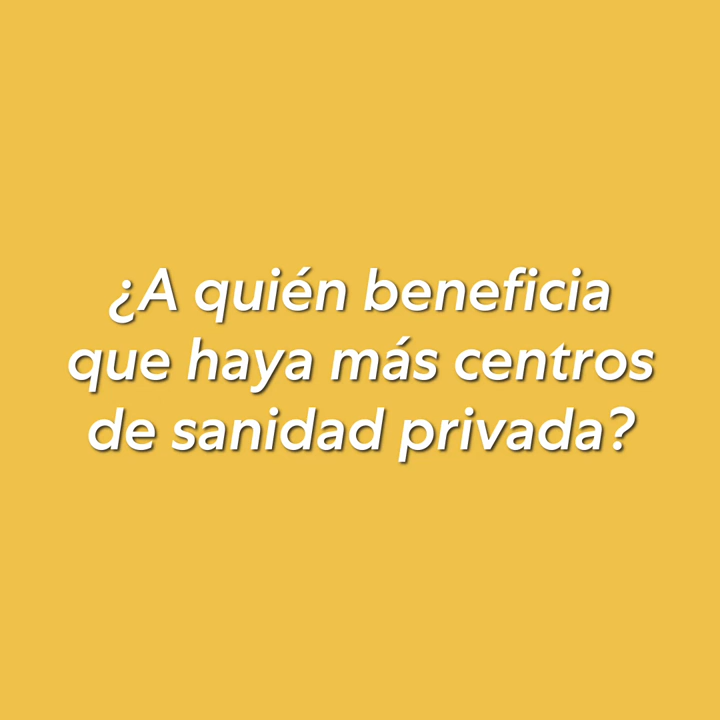 ¿A quién beneficia
que haya más centros
de sanidad privada?